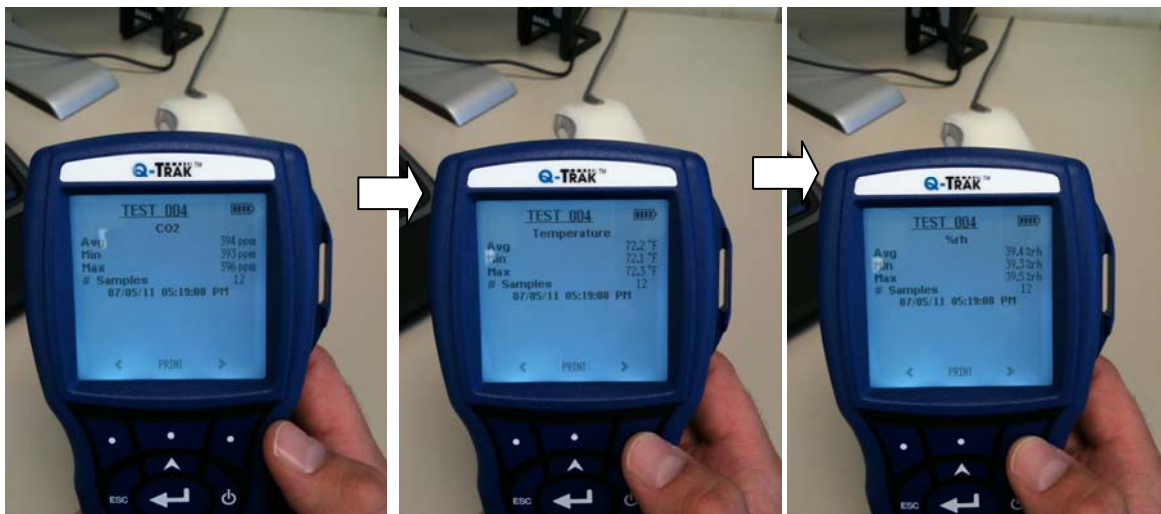 Q-TRAK™
TEST 004
CO2
Avg 394 ppm
Min 393 ppm
Max 396 ppm
# Samples 12
07/05/11 05:19:08 PM
< PRINT >
ESC
Q-TRAK™
TEST 004
Temperature
Avg 72.2 °F
Min 72.1 °F
Max 72.3 °F
# Samples 12
07/05/11 05:19:08 PM
< PRINT >
ESC
Q-TRAK™
TEST 004
%rh
Avg 39.4 %rh
Min 39.3 %rh
Max 39.5 %rh
# Samples 12
07/05/11 05:19:08 PM
< PRINT >
ESC
DELL